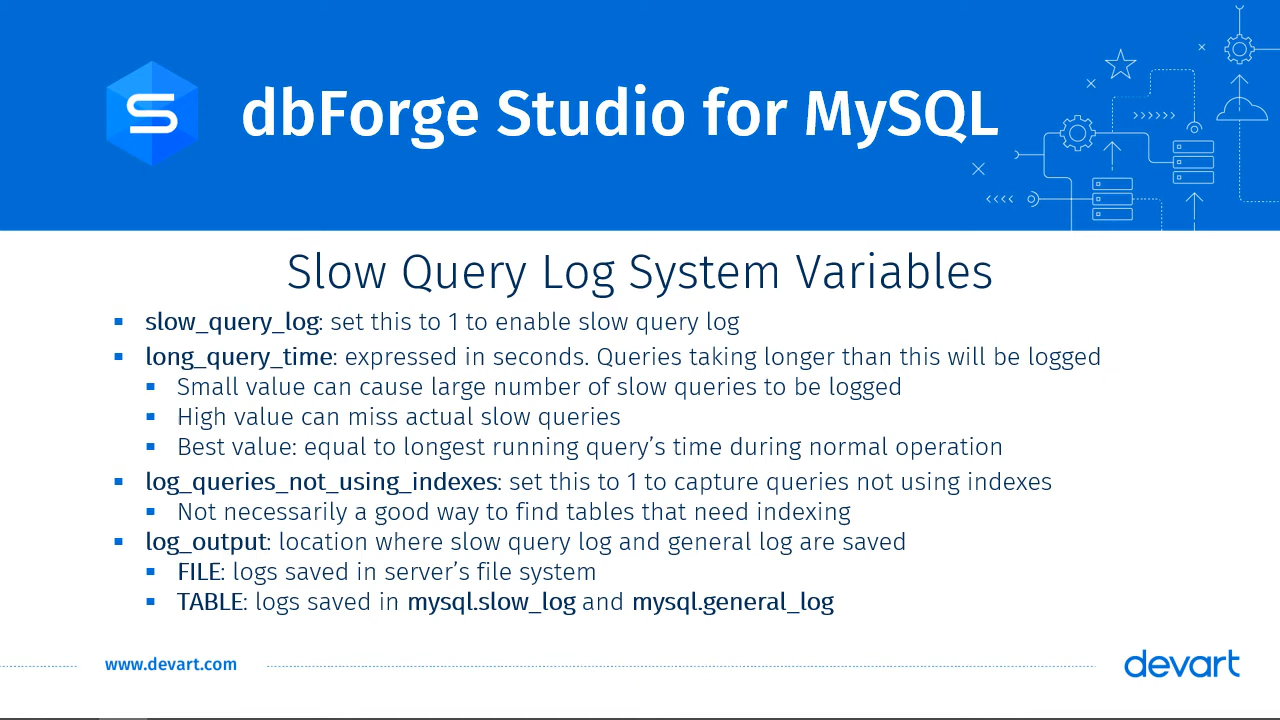 dbForge Studio for MySQL
Slow Query Log System Variables
▪ slow_query_log: set this to 1 to enable slow query log
▪ long_query_time: expressed in seconds. Queries taking longer than this will be logged
▪ Small value can cause large number of slow queries to be logged
▪ High value can miss actual slow queries
▪ Best value: equal to longest running query’s time during normal operation
▪ log_queries_not_using_indexes: set this to 1 to capture queries not using indexes
▪ Not necessarily a good way to find tables that need indexing
▪ log_output: location where slow query log and general log are saved
▪ FILE: logs saved in server’s file system
▪ TABLE: logs saved in mysql.slow_log and mysql.general_log
www.devart.com
devart